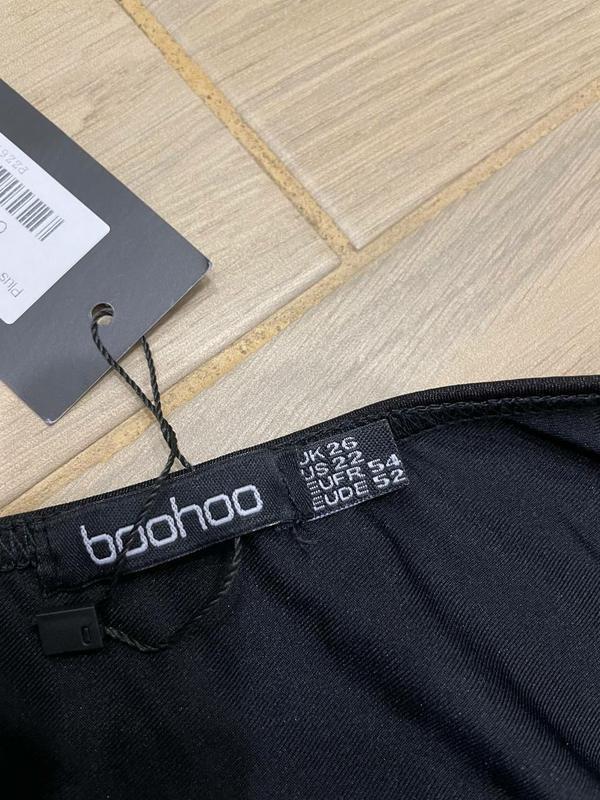 Plus
boohoo
UK 26
US 22
EUFR 54
EUDE 52